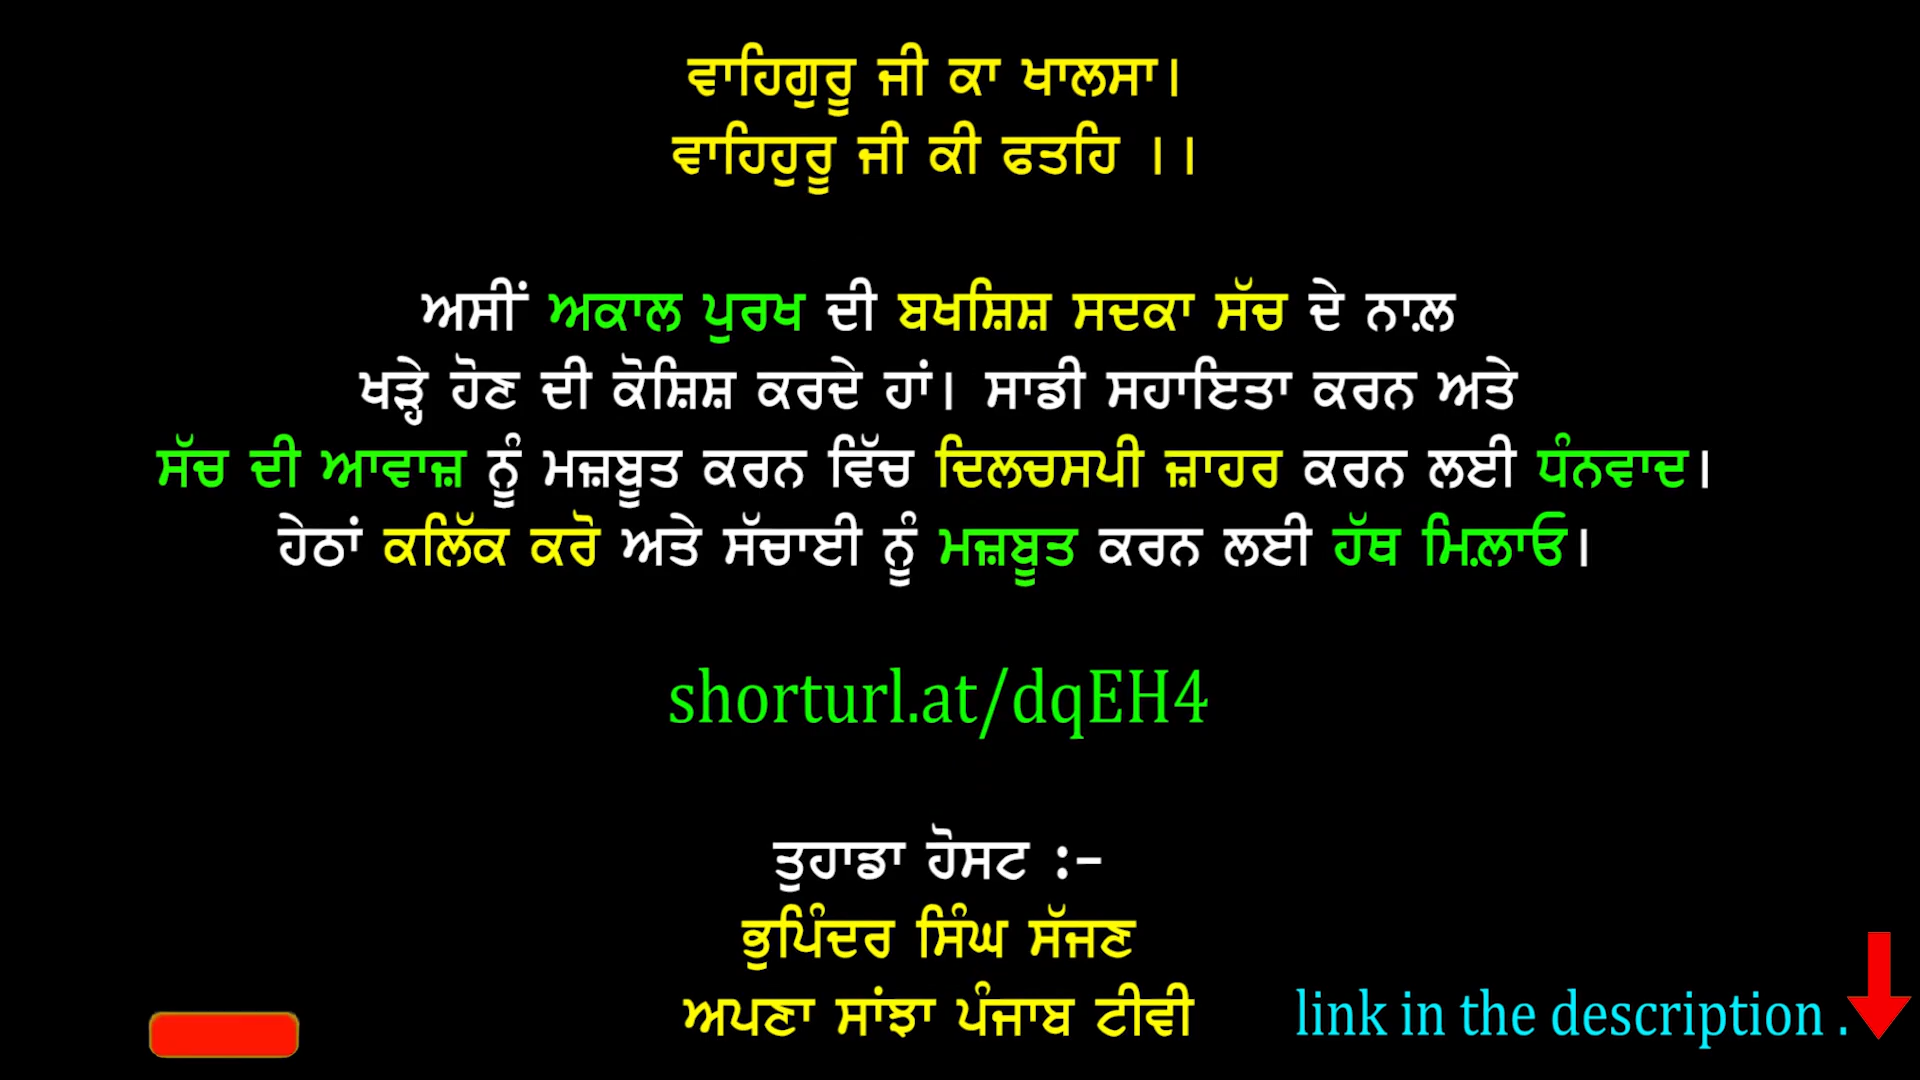 ਵਾਹਿਗੁਰੂ ਜੀ ਕਾ ਖਾਲਸਾ।
ਵਾਹਿਹੁਰੂ ਜੀ ਕੀ ਫਤਹਿ ।।
ਅਸੀਂ ਅਕਾਲ ਪੁਰਖ ਦੀ ਬਖਸ਼ਿਸ਼ ਸਦਕਾ ਸੱਚ ਦੇ ਨਾਲ਼
ਖੜ੍ਹੇ ਹੋਣ ਦੀ ਕੋਸ਼ਿਸ਼ ਕਰਦੇ ਹਾਂ। ਸਾਡੀ ਸਹਾਇਤਾ ਕਰਨ ਅਤੇ
ਸੱਚ ਦੀ ਆਵਾਜ਼ ਨੂੰ ਮਜ਼ਬੂਤ ਕਰਨ ਵਿੱਚ ਦਿਲਚਸਪੀ ਜ਼ਾਹਰ ਕਰਨ ਲਈ ਧੰਨਵਾਦ।
ਹੇਠਾਂ ਕਲਿੱਕ ਕਰੋ ਅਤੇ ਸੱਚਾਈ ਨੂੰ ਮਜ਼ਬੂਤ ਕਰਨ ਲਈ ਹੱਥ ਮਿਲ਼ਾਓ।
shorturl.at/dqEH4
ਤੁਹਾਡਾ ਹੋਸਟ :-
ਭੁਪਿੰਦਰ ਸਿੰਘ ਸੱਜਣ
ਅਪਣਾ ਸਾਂਝਾ ਪੰਜਾਬ ਟੀਵੀ
link in the description .